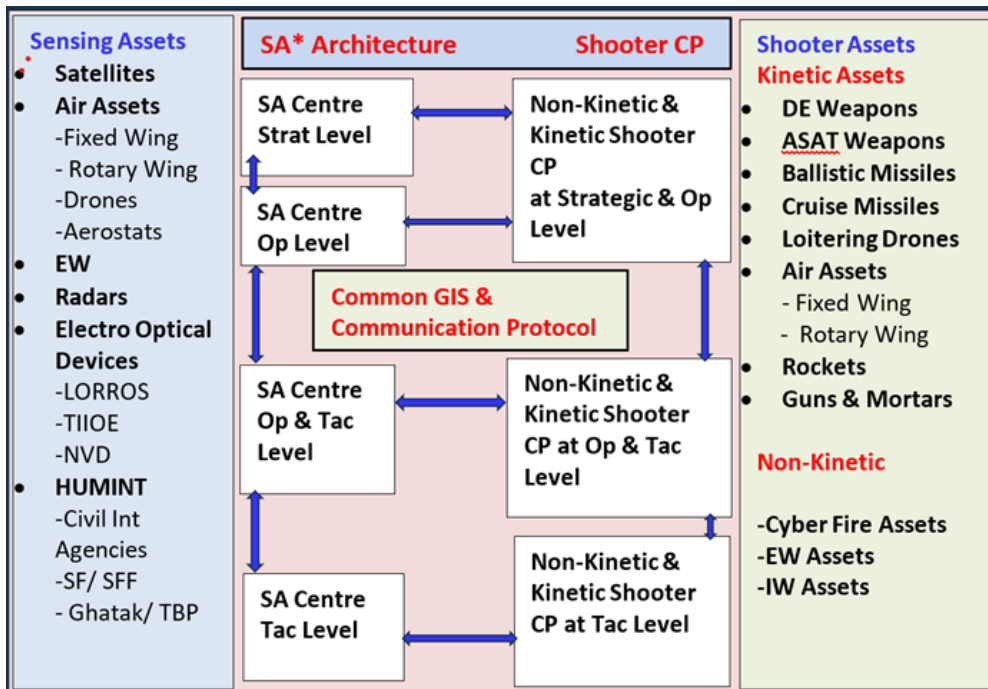 Sensing Assets
• Satellites
• Air Assets
-Fixed Wing
- Rotary Wing
-Drones
-Aerostats
• EW
• Radars
• Electro Optical
Devices
-LORROS
-TIIOE
-NVD
• HUMINT
-Civil Int
Agencies
-SF/ SFF
- Ghatak/ TBP
SA* Architecture
Shooter CP
SA Centre
Strat Level
Non-Kinetic &
Kinetic Shooter
CP
at Strategic & Op
Level
SA Centre
Op Level
Common GIS &
Communication Protocol
SA Centre
Op & Tac
Level
Non-Kinetic &
Kinetic Shooter
CP at Op & Tac
Level
SA Centre
Tac Level
Non-Kinetic &
Kinetic Shooter
CP at Tac Level
Shooter Assets
Kinetic Assets
• DE Weapons
• ASAT Weapons
• Ballistic Missiles
• Cruise Missiles
• Loitering Drones
• Air Assets
- Fixed Wing
- Rotary Wing
• Rockets
• Guns & Mortars
Non-Kinetic
-Cyber Fire Assets
-EW Assets
-IW Assets